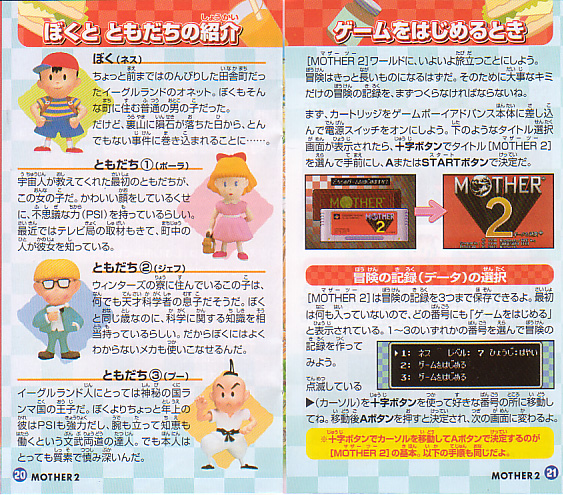 ぼくと ともだちの紹介
ぼく(ネス)
ちょっと前まではのんびりした田舎町だっ
たイーグルランドのオネット。ぼくもそん
な町に住む普通の男の子だった。
だけど、裏山に隕石が落ちた日から、とん
でもない事件に巻き込まれることに……。
ともだち①(ポーラ)
宇宙人が教えてくれた最初のともだちが、
この女の子だ。かわいい顔をしているくせ
に、不思議な力(PSI)を持っているらしい。
最近ではテレビ局の取材もきて、町中の
人が彼女を知っている。
ともだち②(ジェフ)
ウィンターズの寮に住んでいるこの子は、
何でも天才科学者の息子だそうだ。ぼく
と同じ歳なのに、科学に関する知識を相
当持っているらしい。だからぼくにはよく
わからないメカも使いこなせるんだ。
ともだち③(プー)
イーグルランド人にとっては神秘の国ラ
ンマ国の王子だ。ぼくよりちょっと年上の
彼はPSIも強力だし、腕も立って知恵も
働くという文武両道の達人。でも本人は
とっても質素で慎み深いんだ。
20 MOTHER 2
ゲームをはじめるとき
[MOTHER 2]ワールドに、いよいよ旅立つことにしよう。
冒険はきっと長いものになるはずだ。そのために大事なキミ
だけの冒険の記録を、まずつくらなければならないね。
まず、カートリッジをゲームボーイアドバンス本体に差し込
んで電源スイッチをオンにしよう。下のようなタイトル選択
画面が表示されたら、十字ボタンでタイトル[MOTHER 2]
を選んで手前にし、AまたはSTARTボタンで決定だ。
MOTHER
2
MOTHER
2
冒険の記録(データ)の選択
[MOTHER 2]は冒険の記録を3つまで保存できるよ。最初
は何も入っていないので、どの番号にも「ゲームをはじめる」
と表示されている。1〜3のいずれかの番号を選んで冒険の
記録を作って
みよう。
点滅している
▶1: ネス レベル: 7 ひょうじ:はやい
2: ゲームをはじめる
3: ゲームをはじめる
▶(カーソル)を十字ボタンを使って好きな番号の所に移動し
てね。移動後Aボタンを押すと決定され、次の画面に変わるよ。
※十字ボタンでカーソルを移動してAボタンで決定するのが
[MOTHER 2]の基本。以下の手順も同じだよ。
MOTHER 2 21